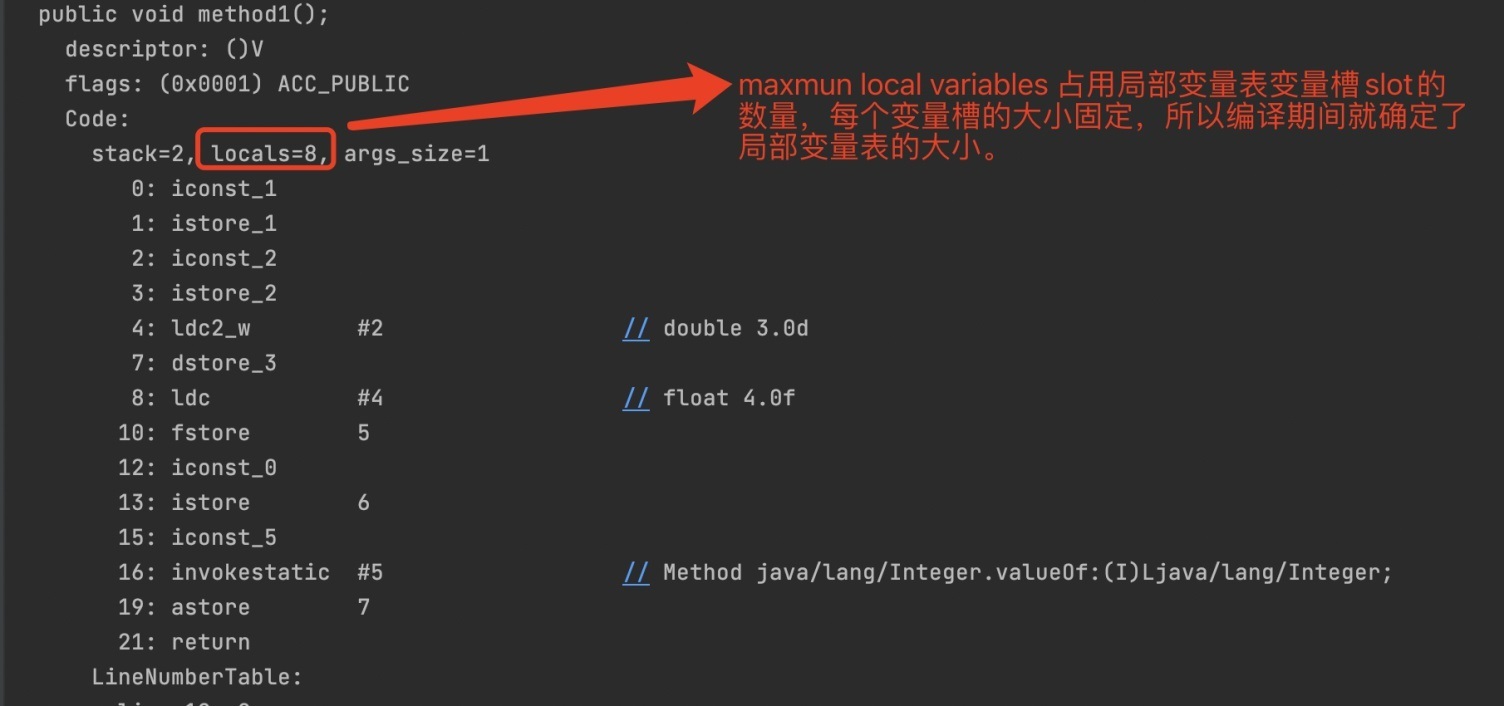 public void method1();
descriptor: ()V
flags: (0x0001) ACC_PUBLIC
Code:
stack=2, locals=8, args_size=1
maxmun local variables 占用局部变量表变量槽slot的
数量，每个变量槽的大小固定，所以编译期间就确定了
局部变量表的大小。
0: iconst_1
1: istore_1
2: iconst_2
3: istore_2
4: ldc2_w #2 // double 3.0d
7: dstore_3
8: ldc #4 // float 4.0f
10: fstore 5
12: iconst_0
13: istore 6
15: iconst_5
16: invokestatic #5 // Method java/lang/Integer.valueOf:(I)Ljava/lang/Integer;
19: astore 7
21: return
LineNumberTable: